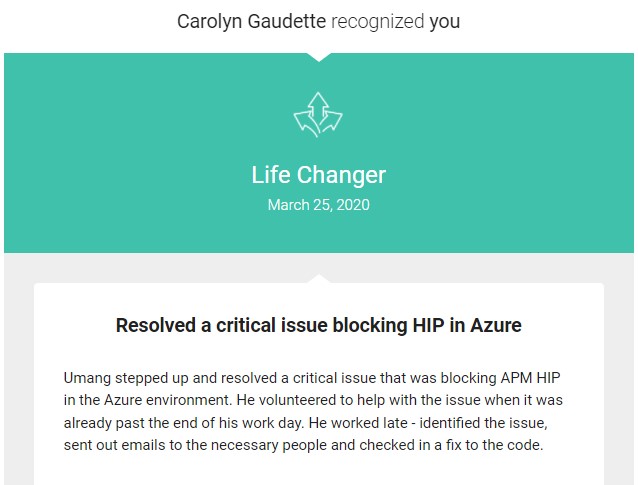 Carolyn Gaudette recognized you
Life Changer
March 25, 2020
Resolved a critical issue blocking HIP in Azure
Umang stepped up and resolved a critical issue that was blocking APM HIP
in the Azure environment. He volunteered to help with the issue when it was
already past the end of his work day. He worked late - identified the issue,
sent out emails to the necessary people and checked in a fix to the code.